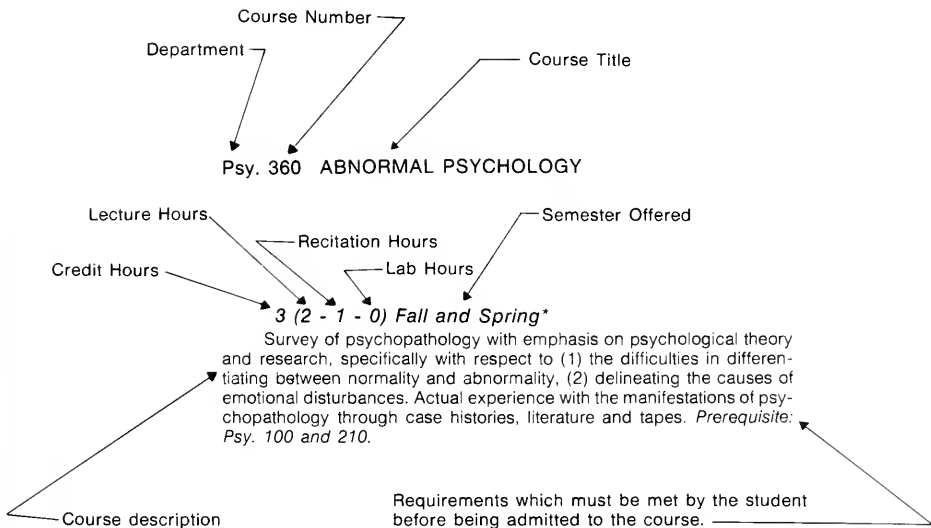 Course Number
Department
Course Title
Psy. 360 ABNORMAL PSYCHOLOGY
Lecture Hours
Semester Offered
Recitation Hours
Credit Hours
Lab Hours
3 (2 - 1 - 0) Fall and Spring*
Survey of psychopathology with emphasis on psychological theory
and research, specifically with respect to (1) the difficulties in differen-
tiating between normality and abnormality, (2) delineating the causes of
emotional disturbances. Actual experience with the manifestations of psy-
chopathology through case histories, literature and tapes. Prerequisite:
Psy. 100 and 210.
Course description
Requirements which must be met by the student
before being admitted to the course.